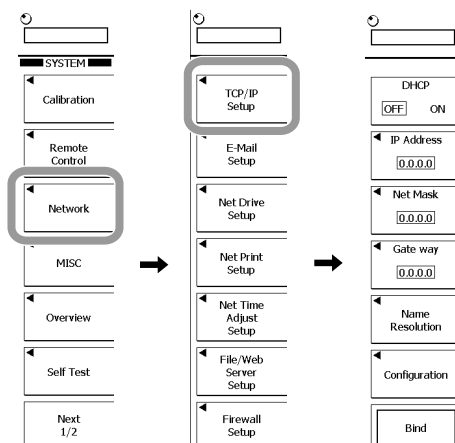 SYSTEM
Calibration
Remote
Control
Network
MISC
Overview
Self Test
Next
1/2
TCP/IP
Setup
E-Mail
Setup
Net Drive
Setup
Net Print
Setup
Net Time
Adjust
Setup
File/Web
Server
Setup
Firewall
Setup
DHCP
OFF ON
IP Address
0.0.0.0
Net Mask
0.0.0.0
Gate way
0.0.0.0
Name
Resolution
Configuration
Bind